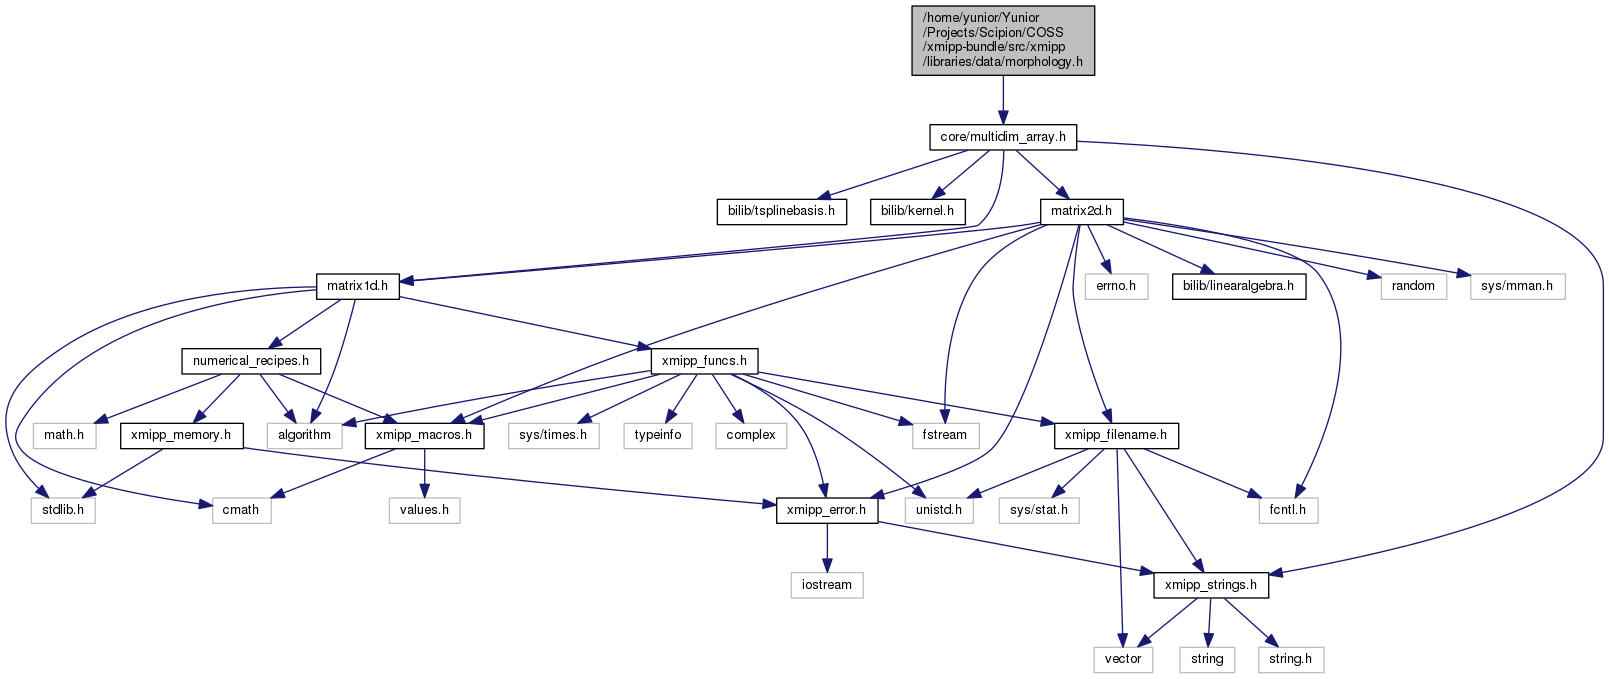 /home/yunior/Yunior
/Projects/Scipion/COSS
/xmipp-bundle/src/xmipp
/libraries/data/morphology.h
core/multidim_array.h
bilib/tsplinebasis.h
bilib/kernel.h
matrix2d.h
matrix1d.h
errno.h
bilib/linearalgebra.h
random
sys/mman.h
numerical_recipes.h
xmipp_funcs.h
math.h
xmipp_memory.h
algorithm
xmipp_macros.h
sys/times.h
typeinfo
complex
fstream
xmipp_filename.h
stdlib.h
cmath
values.h
xmipp_error.h
unistd.h
sys/stat.h
fcntl.h
iostream
xmipp_strings.h
vector
string
string.h